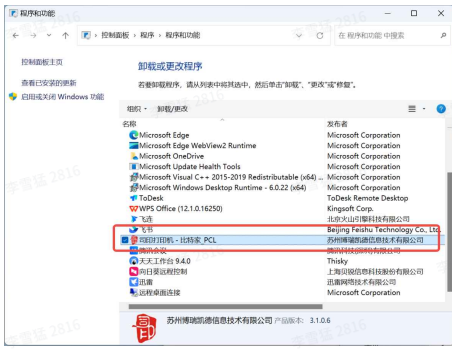 程序和功能
控制面板 › 程序 › 程序和功能
在 程序和功能 中搜索
控制面板主页
卸载或更改程序
查看已安装的更新
若要卸载程序，请从列表中将其选中，然后单击"卸载"、"更改"或"修复"。
启用或关闭 Windows 功能
组织 卸载/更改
名称 发布者
Microsoft Edge Microsoft Corporation
Microsoft Edge WebView2 Runtime Microsoft Corporation
Microsoft OneDrive Microsoft Corporation
Microsoft Update Health Tools Microsoft Corporation
Microsoft Visual C++ 2015-2019 Redistributable (x64) ... Microsoft Corporation
Microsoft Windows Desktop Runtime - 6.0.22 (x64) Microsoft Corporation
ToDesk ToDesk Remote Desktop
WPS Office (12.1.0.16250) Kingsoft Corp.
飞连 北京火山引擎科技有限公司
飞书 Beijing Feishu Technology Co., Ltd.
司印打印机 - 比特家_PCL 苏州博瑞凯德信息技术有限公司
腾讯会议 腾讯科技(深圳)有限公司
天天工作台 9.4.0 Thisky
向日葵远程控制 上海贝锐信息科技股份有限公司
迅雷 迅雷网络技术有限公司
远程桌面连接 Microsoft Corporation
苏州博瑞凯德信息技术有限公司 产品版本: 3.1.0.6